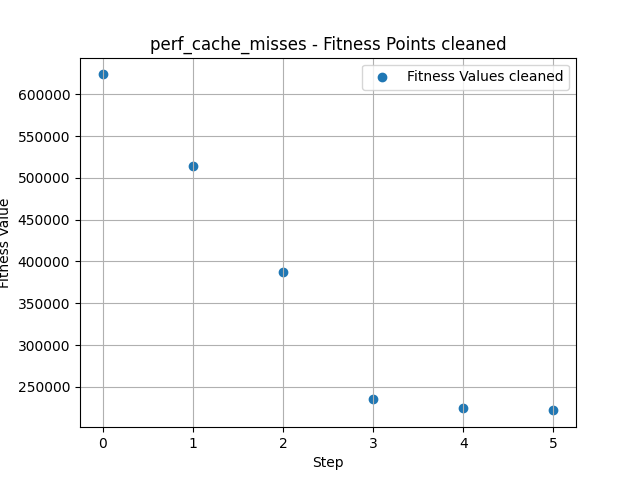 perf_cache_misses - Fitness Points cleaned
Fitness Values cleaned
Fitness Value
600000
550000
500000
450000
400000
350000
300000
250000
0 1 2 3 4 5
Step